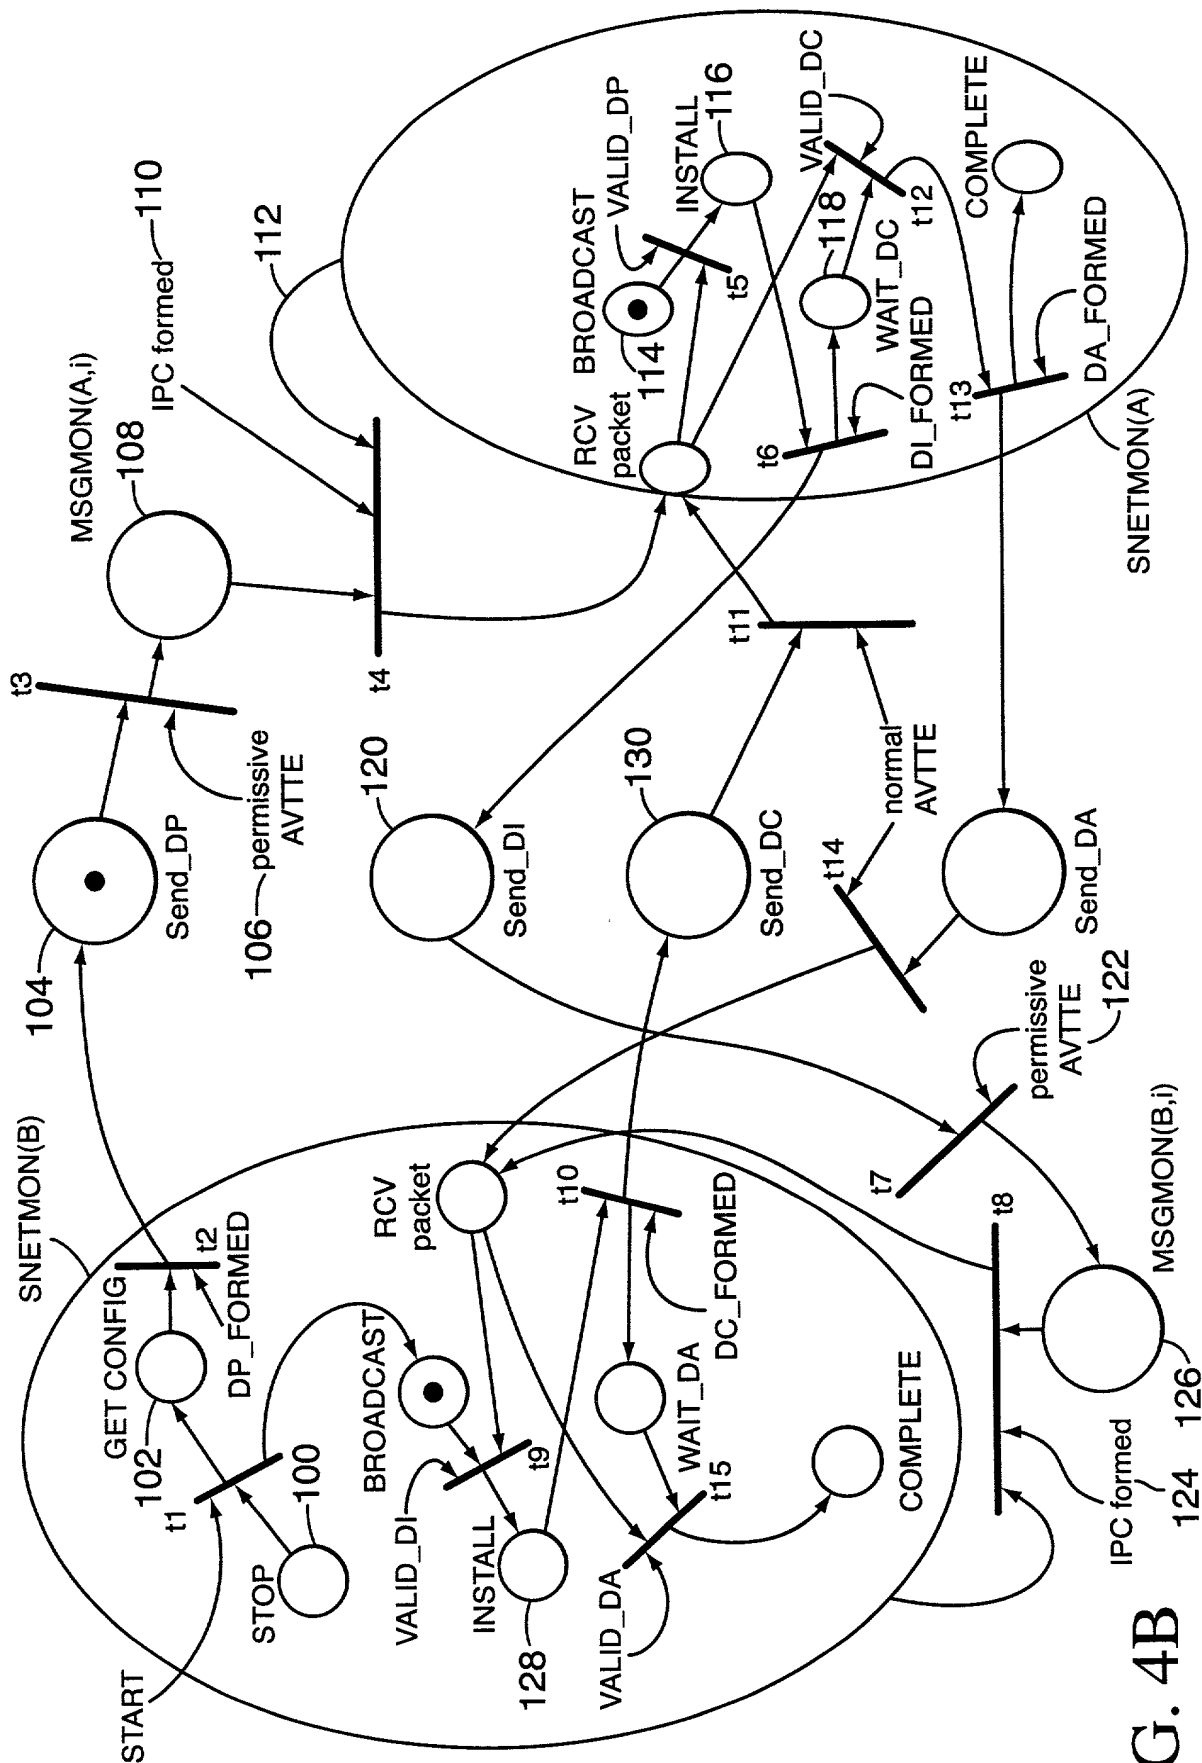 START
SNETMON(B)
t1
STOP
100
102
GET CONFIG
t2
DP_FORMED
BROADCAST
VALID_DI
t9
INSTALL
128
VALID_DA
t15
WAIT_DA
COMPLETE
RCV
packet
t10
DC_FORMED
104
Send_DP
t3
106
permissive
AVTTE
MSGMON(A,i)
108
IPC formed
110
t4
112
120
Send_DI
130
Send_DC
t11
t14
normal
AVTTE
Send_DA
permissive
AVTTE
122
t7
t8
MSGMON(B,i)
126
IPC formed
124
RCV
packet
BROADCAST
114
VALID_DP
t5
INSTALL
116
t6
DI_FORMED
118
WAIT_DC
VALID_DC
t12
COMPLETE
t13
DA_FORMED
SNETMON(A)
G. 4B